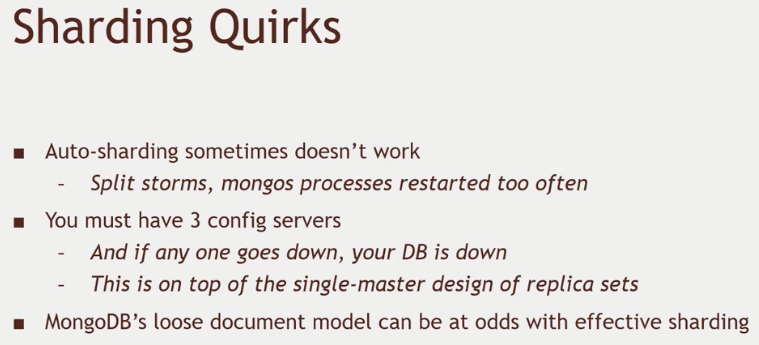 Sharding Quirks
■ Auto-sharding sometimes doesn't work
– Split storms, mongos processes restarted too often
■ You must have 3 config servers
– And if any one goes down, your DB is down
– This is on top of the single-master design of replica sets
■ MongoDB's loose document model can be at odds with effective sharding